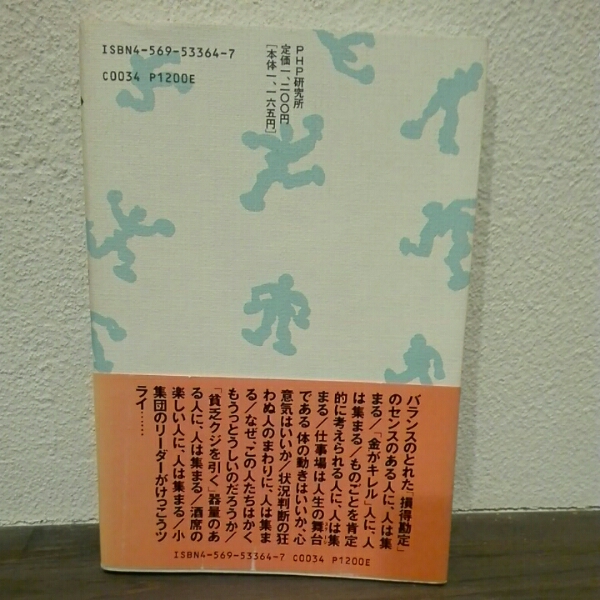 ISBN4-569-53364-7
C0034 P1200E
PHP研究所
定価一、二〇〇円
[本体一、一六五円]
バランスのとれた「損得勘定」
のセンスのある人に、人は集
まる/「金がキレル」人に、人
は集まる/ものごとを肯定
的に考えられる人に、人は集
まる/仕事場は人生の舞台
である 体の動きはいいか、心
意気はいいか/状況判断の狂
わぬ人のまわりに、人は集ま
る/なぜ、この人たちはかく
もうっとうしいのだろうか/
「貧乏クジを引く」器量のあ
る人に、人は集まる/酒席の
楽しい人に、人は集まる/小
集団のリーダーがけっこうツ
ライ……
ISBN4-569-53364-7 C0034 P1200E